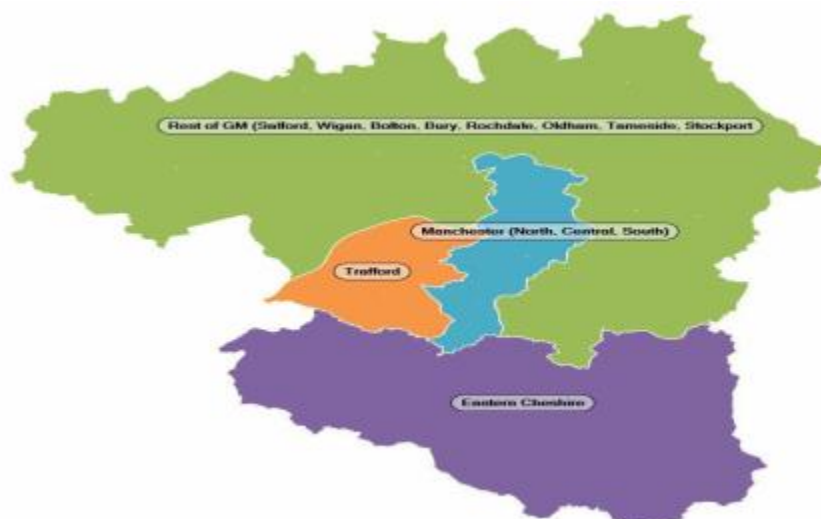 Rest of GM (Salford, Wigan, Bolton, Bury, Rochdale, Oldham, Tameside, Stockport
Manchester (North, Central, South)
Trafford
Eastern Cheshire